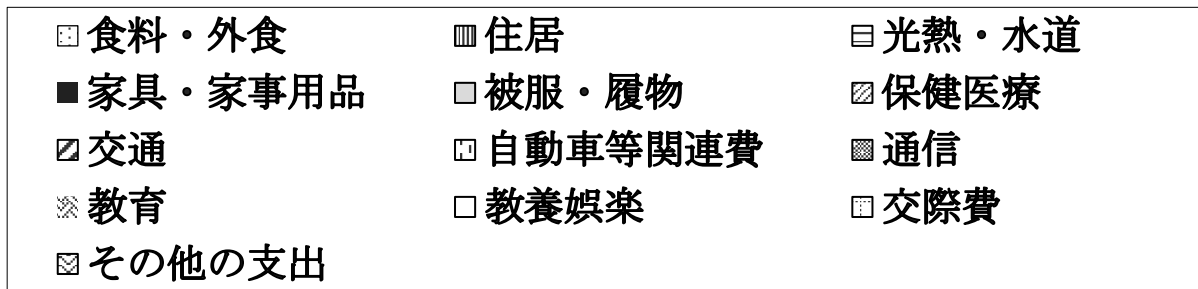 食料・外食 住居 光熱・水道
家具・家事用品 被服・履物 保健医療
交通 自動車等関連費 通信
教育 教養娯楽 交際費
その他の支出